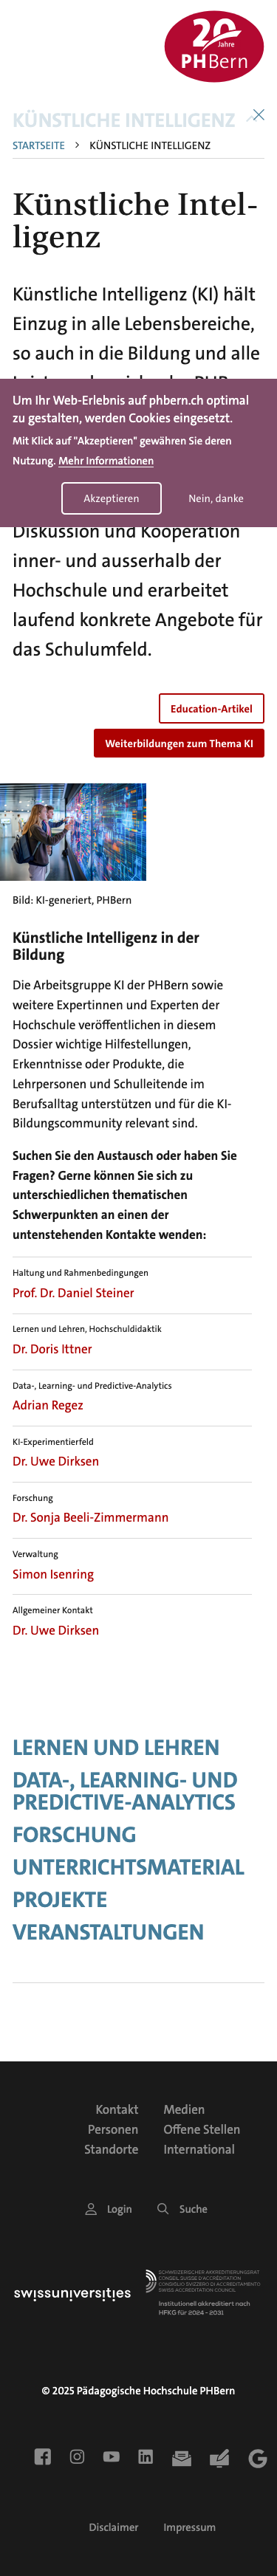 20
Jahre
PHBern
KÜNSTLICHE INTELLIGENZ
STARTSEITE > KÜNSTLICHE INTELLIGENZ
Künstliche Intel-
ligenz
Künstliche Intelligenz (KI) hält
Einzug in alle Lebensbereiche,
so auch in die Bildung und alle
Um Ihr Web-Erlebnis auf phbern.ch optimal
zu gestalten, werden Cookies eingesetzt.
Mit Klick auf "Akzeptieren" gewähren Sie deren
Nutzung. Mehr Informationen
Akzeptieren
Nein, danke
Diskussion und Kooperation
inner- und ausserhalb der
Hochschule und erarbeitet
laufend konkrete Angebote für
das Schulumfeld.
Education-Artikel
Weiterbildungen zum Thema KI
Bild: KI-generiert, PHBern
Künstliche Intelligenz in der
Bildung
Die Arbeitsgruppe KI der PHBern sowie
weitere Expertinnen und Experten der
Hochschule veröffentlichen in diesem
Dossier wichtige Hilfestellungen,
Erkenntnisse oder Produkte, die
Lehrpersonen und Schulleitende im
Berufsalltag unterstützen und für die KI-
Bildungscommunity relevant sind.
Suchen Sie den Austausch oder haben Sie
Fragen? Gerne können Sie sich zu
unterschiedlichen thematischen
Schwerpunkten an einen der
untenstehenden Kontakte wenden:
Haltung und Rahmenbedingungen
Prof. Dr. Daniel Steiner
Lernen und Lehren, Hochschuldidaktik
Dr. Doris Ittner
Data-, Learning- und Predictive-Analytics
Adrian Regez
KI-Experimentierfeld
Dr. Uwe Dirksen
Forschung
Dr. Sonja Beeli-Zimmermann
Verwaltung
Simon Isenring
Allgemeiner Kontakt
Dr. Uwe Dirksen
LERNEN UND LEHREN
DATA-, LEARNING- UND
PREDICTIVE-ANALYTICS
FORSCHUNG
UNTERRICHTSMATERIAL
PROJEKTE
VERANSTALTUNGEN
Kontakt
Personen
Standorte
Medien
Offene Stellen
International
Login
Suche
swissuniversities
SCHWEIZERISCHER AKKREDITIERUNGSRAT
CONSEIL SUISSE D'ACCRÉDITATION
CONSIGLIO SVIZZERO DI ACCREDITAMENTO
SWISS ACCREDITATION COUNCIL
Institutionell akkreditiert nach
HFKG für 2024 - 2031
© 2025 Pädagogische Hochschule PHBern
Disclaimer
Impressum